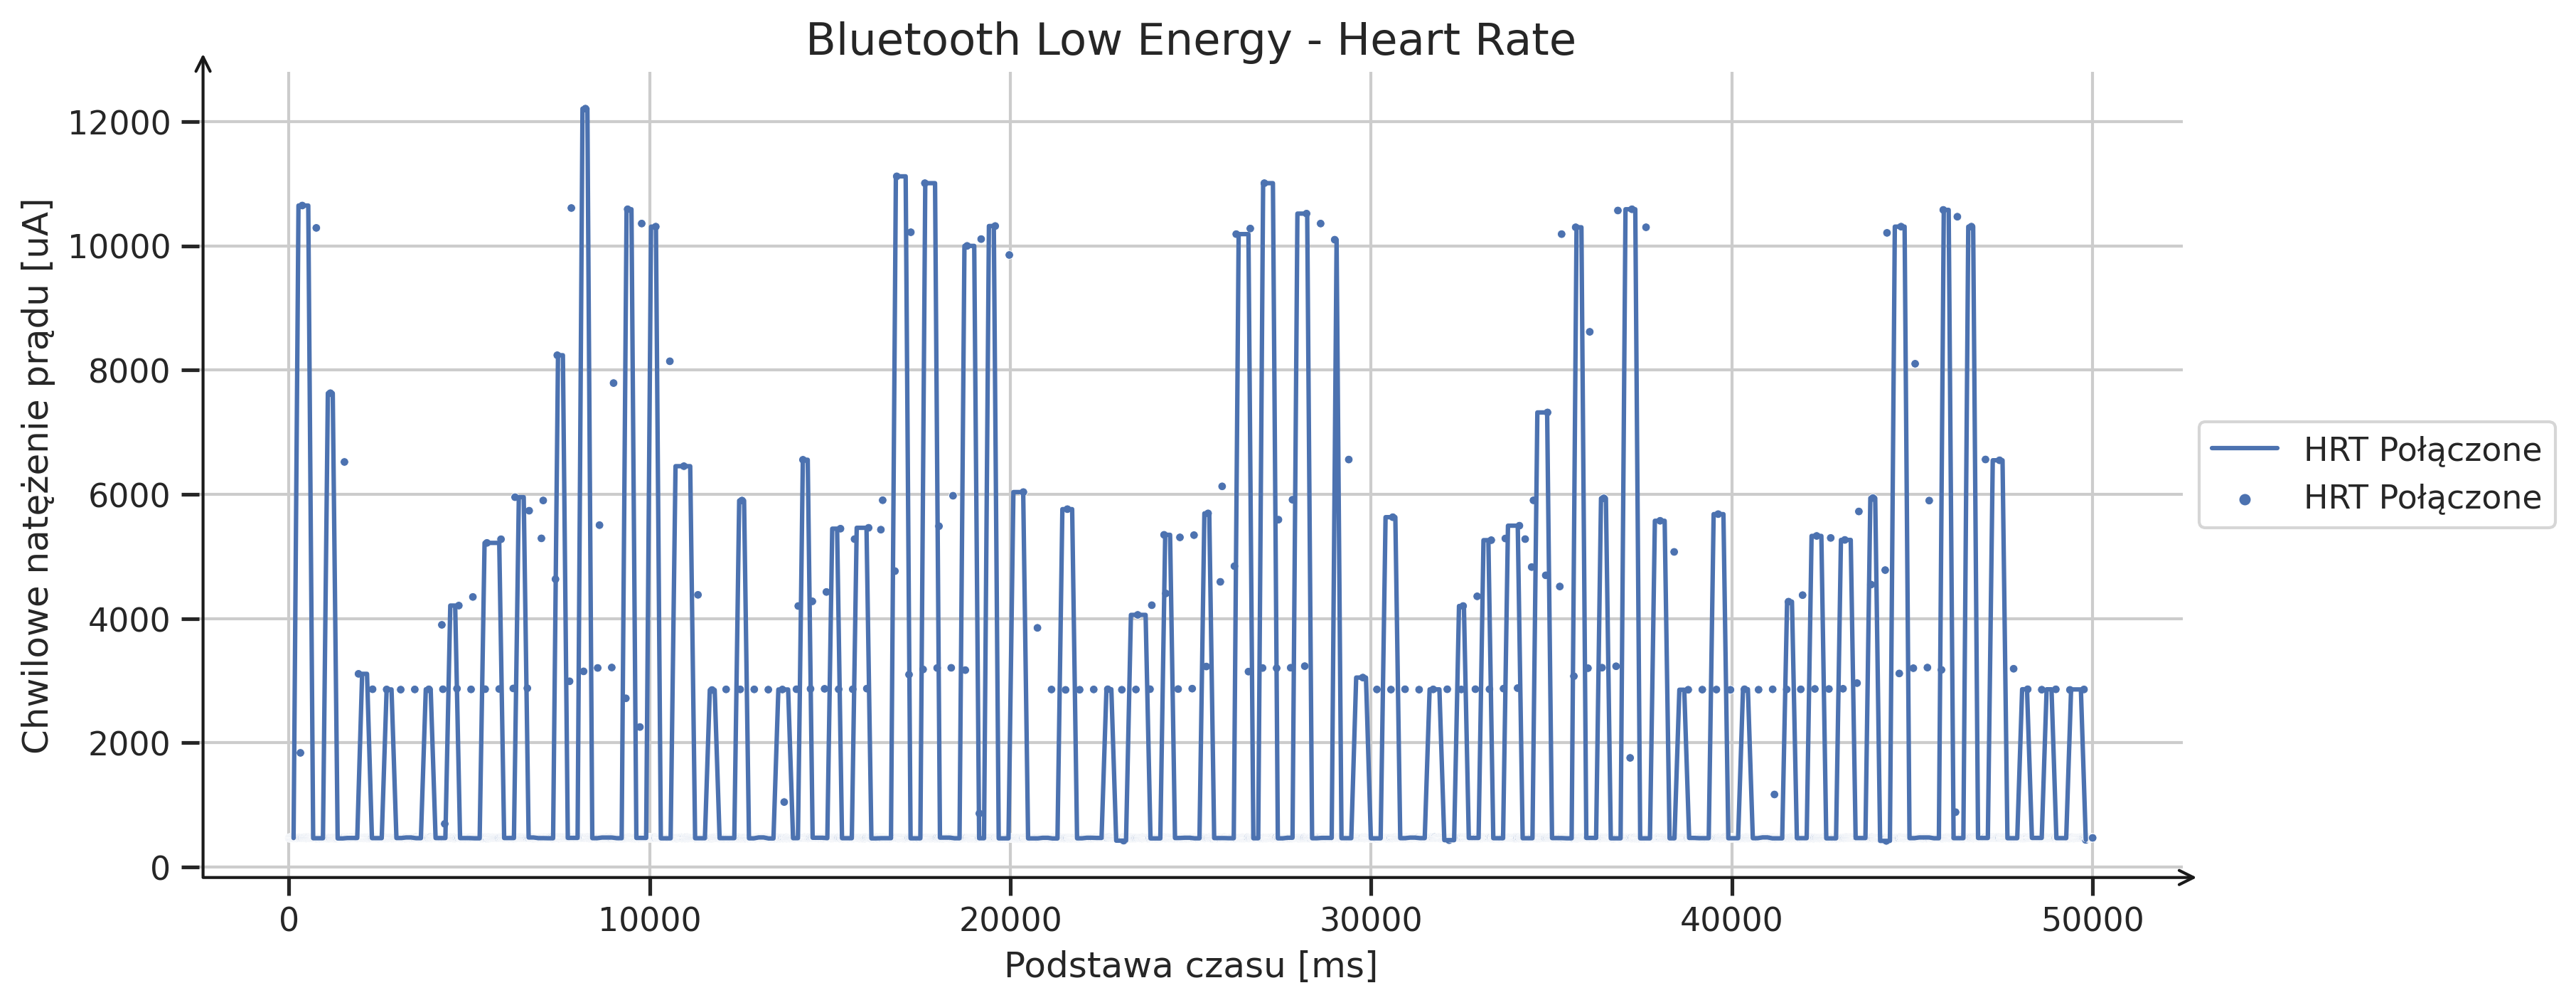 Bluetooth Low Energy - Heart Rate
Chwilowe natężenie prądu [uA]
12000
10000
8000
6000
4000
2000
0
0 10000 20000 30000 40000 50000
Podstawa czasu [ms]
HRT Połączone
HRT Połączone